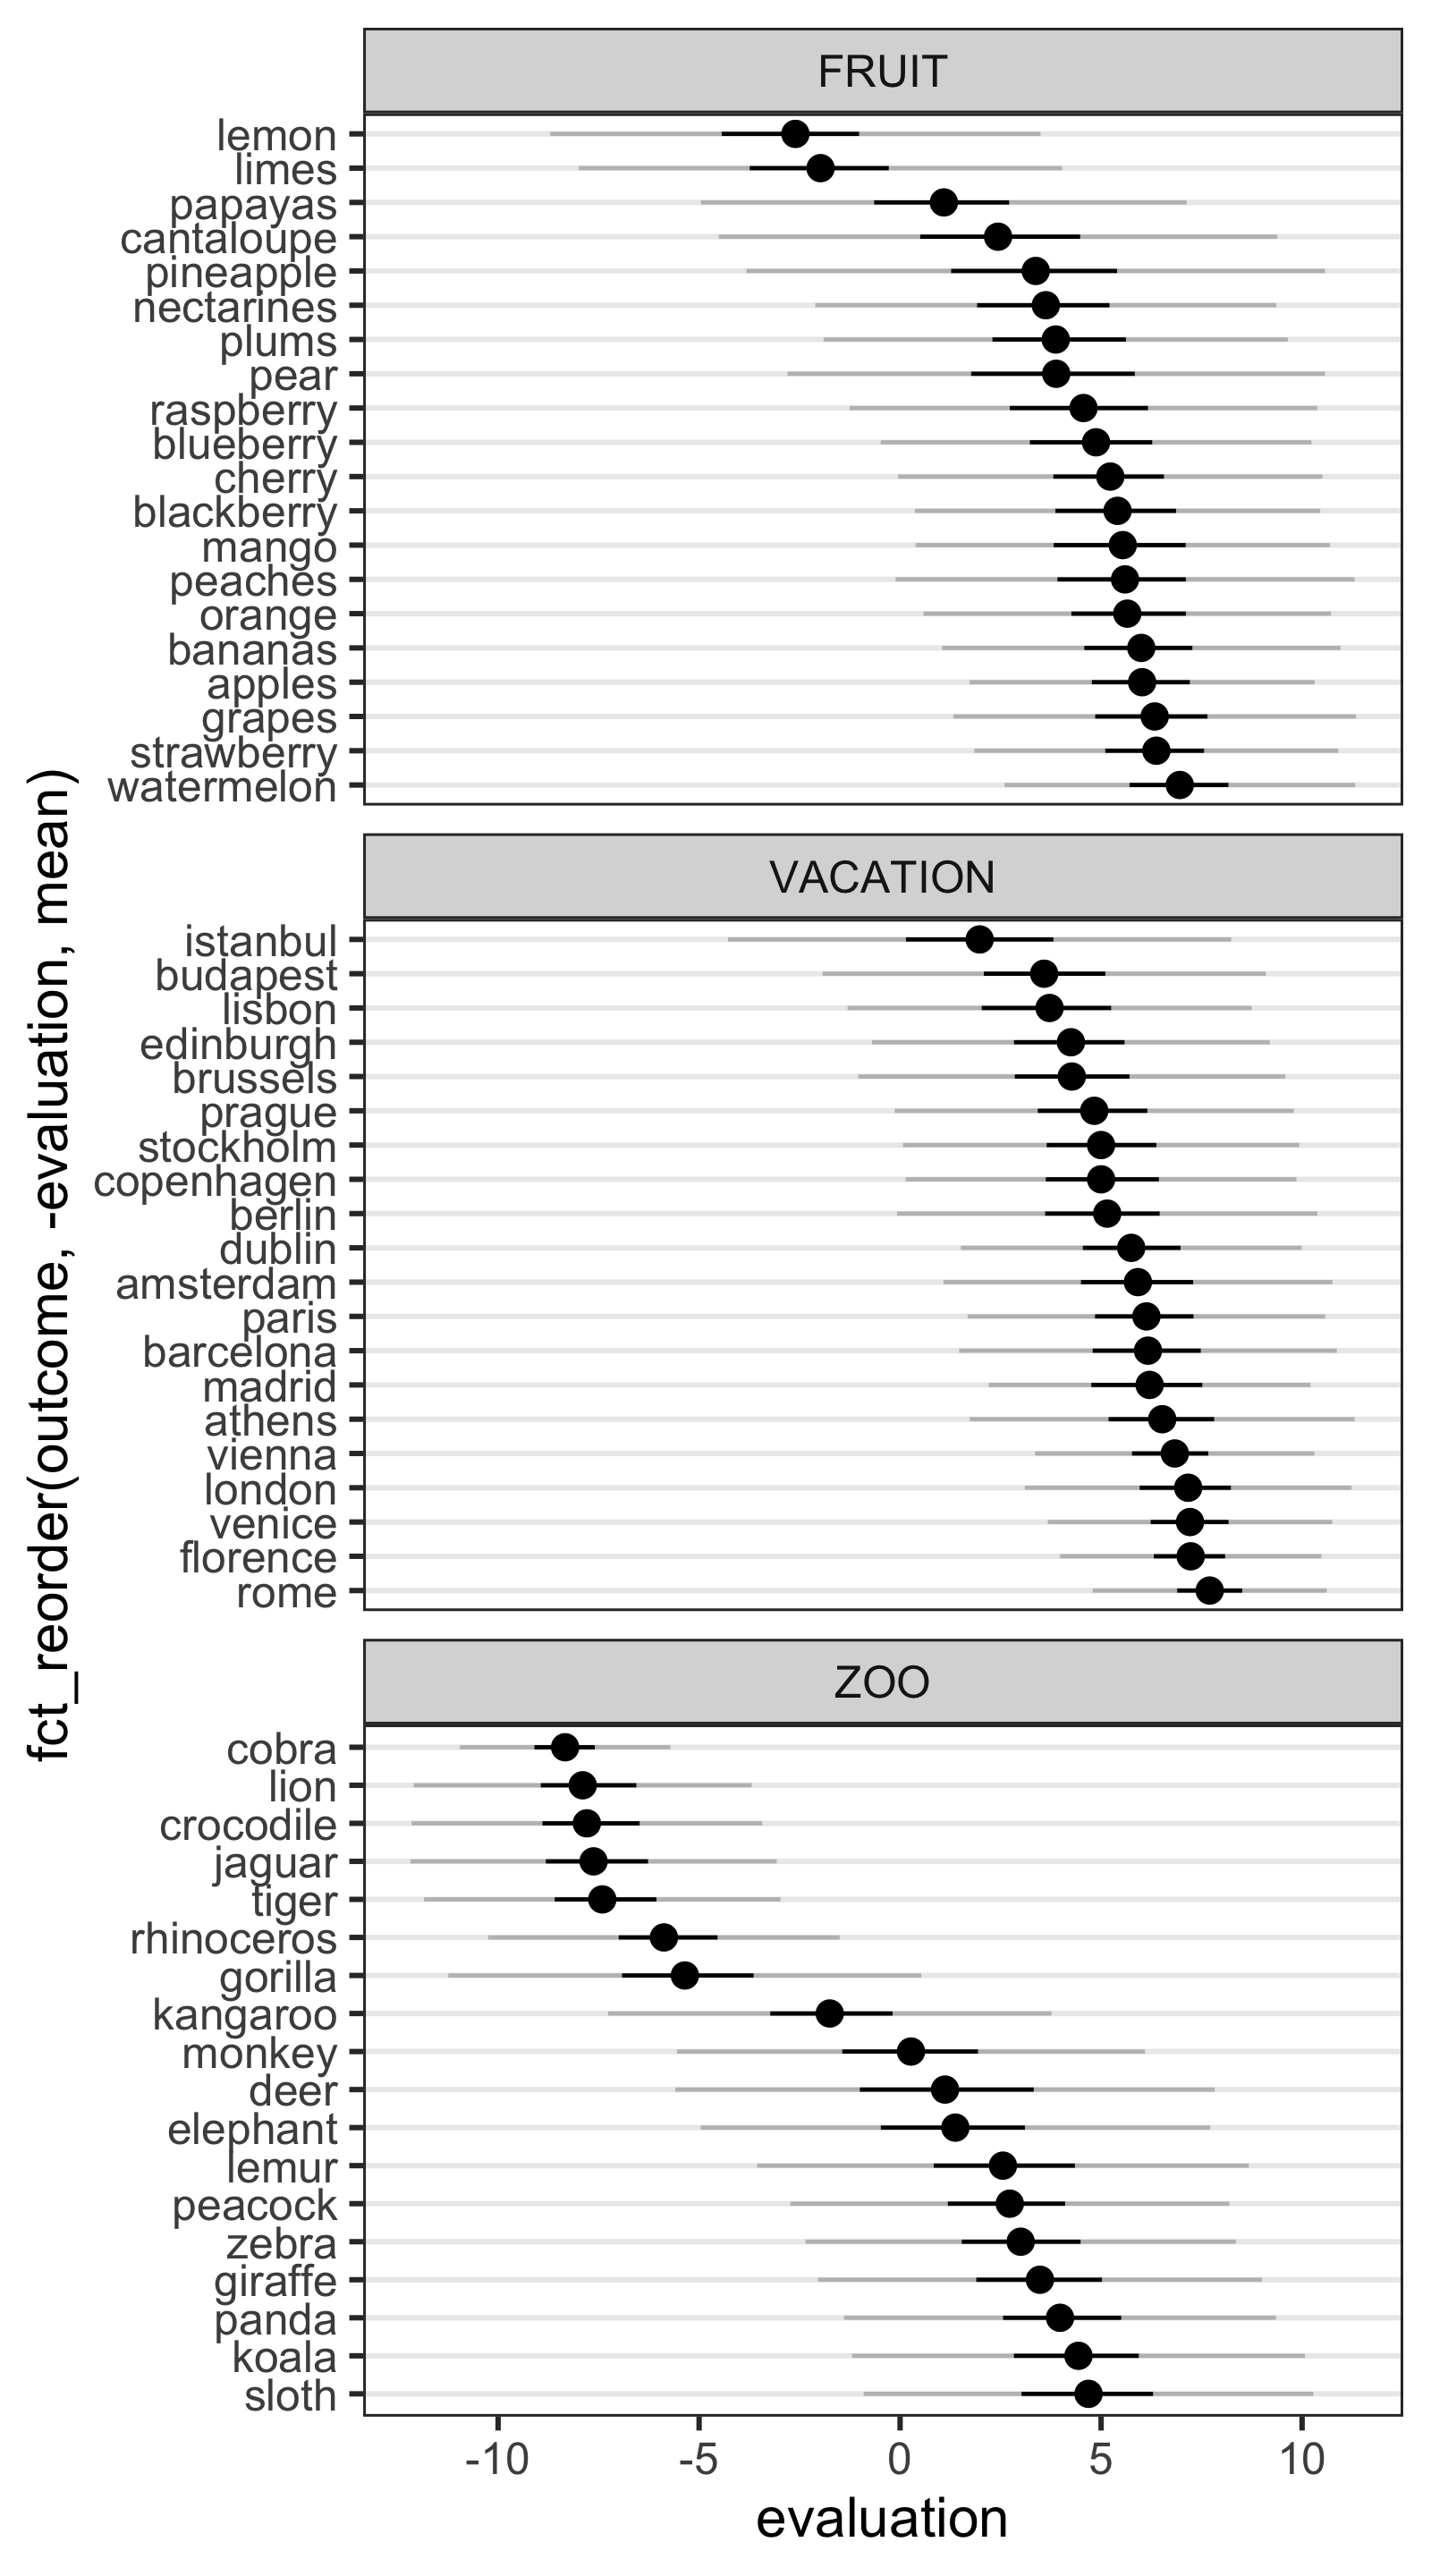 fct_reorder(outcome, -evaluation, mean)
FRUIT
lemon
limes
papayas
cantaloupe
pineapple
nectarines
plums
pear
raspberry
blueberry
cherry
blackberry
mango
peaches
orange
bananas
apples
grapes
strawberry
watermelon
VACATION
istanbul
budapest
lisbon
edinburgh
brussels
prague
stockholm
copenhagen
berlin
dublin
amsterdam
paris
barcelona
madrid
athens
vienna
london
venice
florence
rome
ZOO
cobra
lion
crocodile
jaguar
tiger
rhinoceros
gorilla
kangaroo
monkey
deer
elephant
lemur
peacock
zebra
giraffe
panda
koala
sloth
-10 -5 0 5 10
evaluation